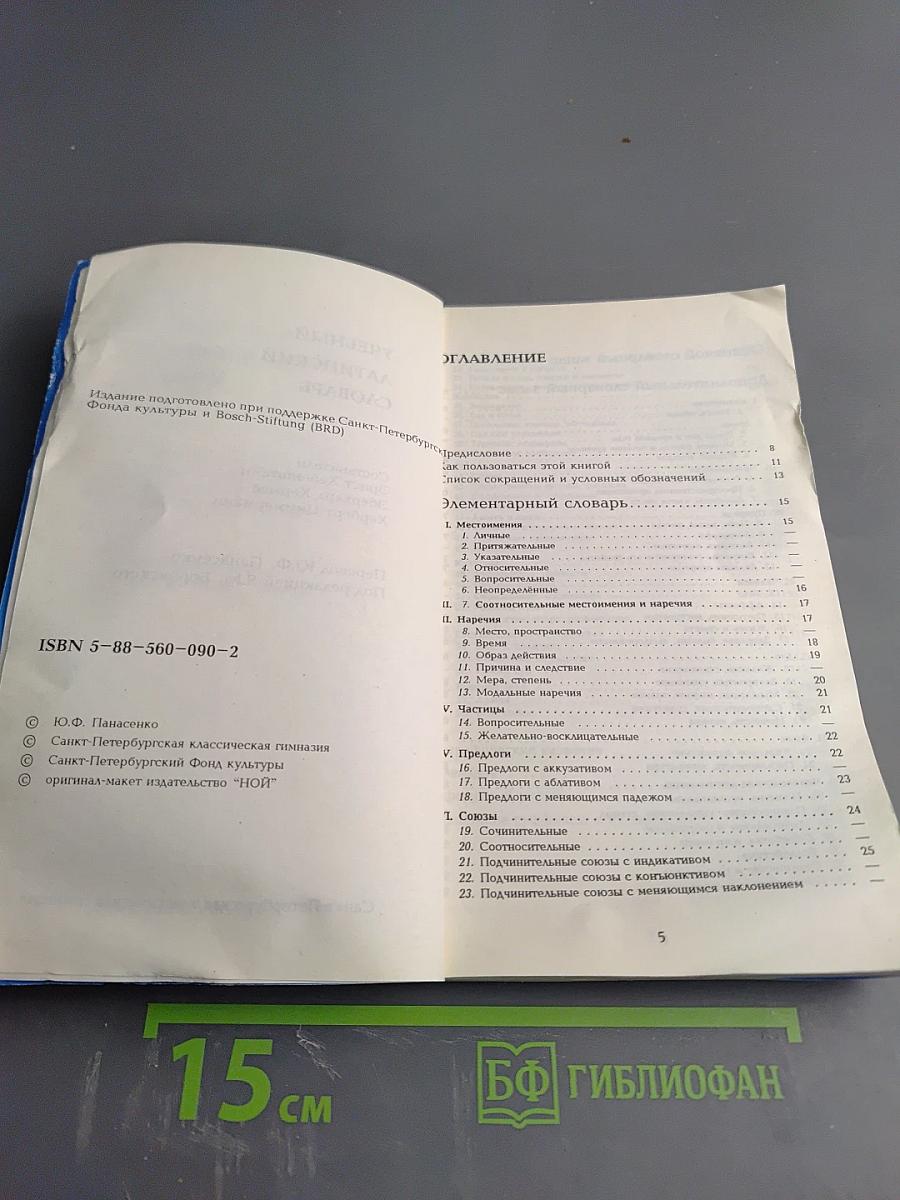 Издание подготовлено при поддержке Санкт-Петербургск
Фонда культуры и Bosch-Stiftung (BRD)
ISBN 5-88-560-090-2
© Ю.Ф. Панасенко
© Санкт-Петербургская классическая гимназия
© Санкт-Петербургский Фонд культуры
© оригинал-макет издательство "НОЙ"
ОГЛАВЛЕНИЕ
Предисловие 8
Как пользоваться этой книгой 11
Список сокращений и условных обозначений 13
Элементарный словарь 15
I. Местоимения 15
1. Личные —
2. Притяжательные —
3. Указательные —
4. Относительные —
5. Вопросительные —
6. Неопределённые 16
II. 7. Соотносительные местоимения и наречия 17
II. Наречия 17
8. Место, пространство —
9. Время 18
10. Образ действия 19
11. Причина и следствие —
12. Мера, степень 20
13. Модальные наречия 21
V. Частицы 21
14. Вопросительные —
15. Желательно-восклицательные 22
V. Предлоги 22
16. Предлоги с аккузативом —
17. Предлоги с аблативом 23
18. Предлоги с меняющимся падежом —
VI. Союзы 24
19. Сочинительные —
20. Соотносительные —
21. Подчинительные союзы с индикативом 25
22. Подчинительные союзы с конъюнктивом —
23. Подчинительные союзы с меняющимся наклонением —
5
15 см
БФ ГИБЛИОФАН